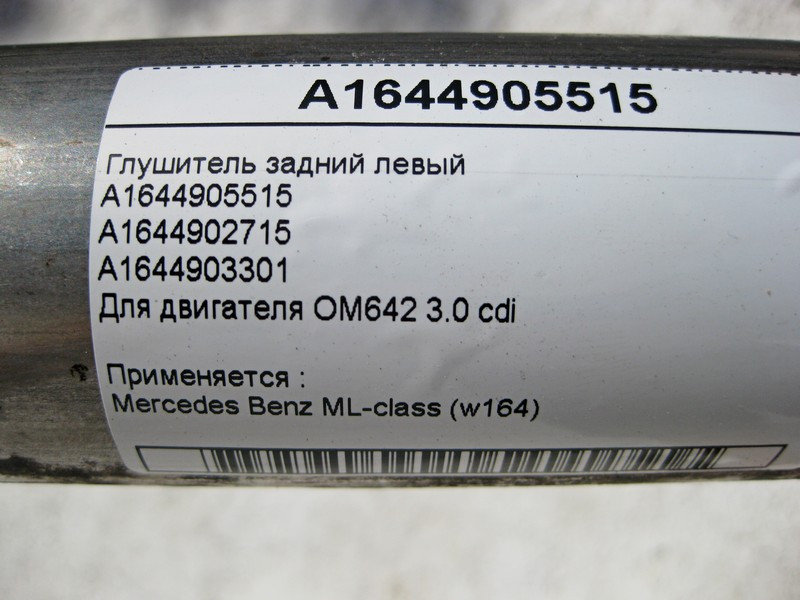 A1644905515
Глушитель задний левый
A1644905515
A1644902715
A1644903301
Для двигателя OM642 3.0 cdi
Применяется :
Mercedes Benz ML-class (w164)